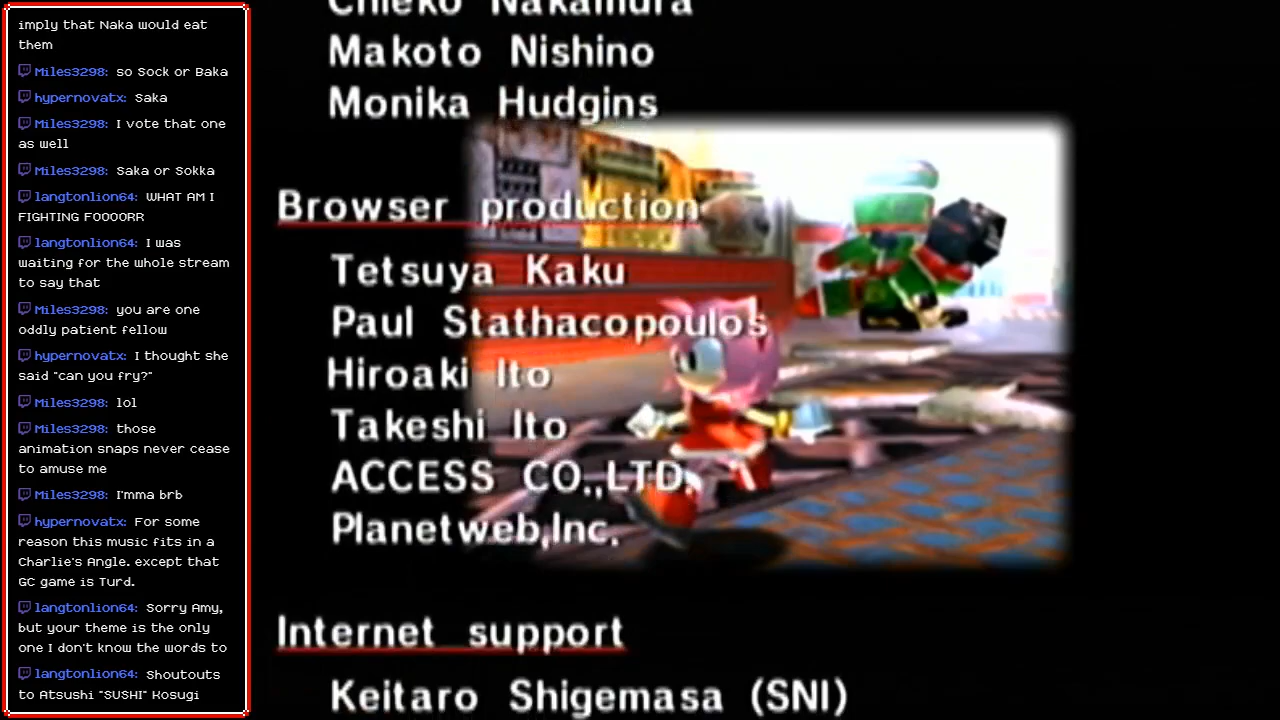 imply that Naka would eat
them
Miles3298: so Sock or Baka
hypernovatx: Saka
Miles3298: I vote that one
as well
Miles3298: Saka or Sokka
langtonlion64: WHAT AM I
FIGHTING FOOOORR
langtonlion64: I was
waiting for the whole stream
to say that
Miles3298: you are one
oddly patient fellow
hypernovatx: I thought she
said "can you fry?"
Miles3298: lol
Miles3298: those
animation snaps never cease
to amuse me
Miles3298: I'mma brb
hypernovatx: For some
reason this music fits in a
Charlie's Angle. except that
GC game is Turd.
langtonlion64: Sorry Amy,
but your theme is the only
one I don't know the words to
langtonlion64: Shoutouts
to Atsushi "SUSHI" Kosugi
Chieko Nakamura
Makoto Nishino
Monika Hudgins
Browser production
Tetsuya Kaku
Paul Stathacopoulos
Hiroaki Ito
Takeshi Ito
ACCESS CO.,LTD.
Planetweb,Inc.
Internet support
Keitaro Shigemasa (SNI)